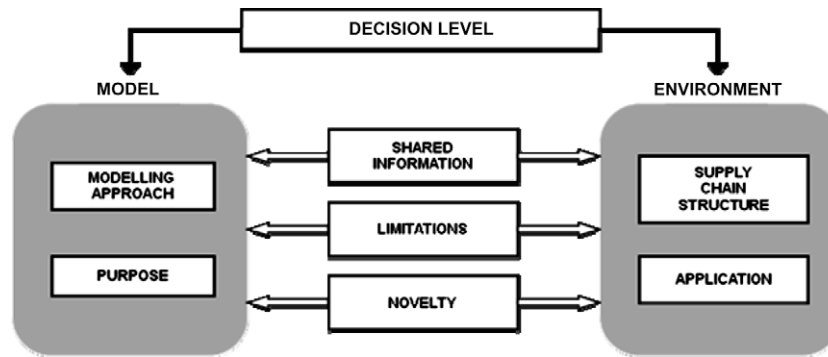 DECISION LEVEL
MODEL
ENVIRONMENT
MODELLING
APPROACH
PURPOSE
SHARED
INFORMATION
LIMITATIONS
NOVELTY
SUPPLY
CHAIN
STRUCTURE
APPLICATION